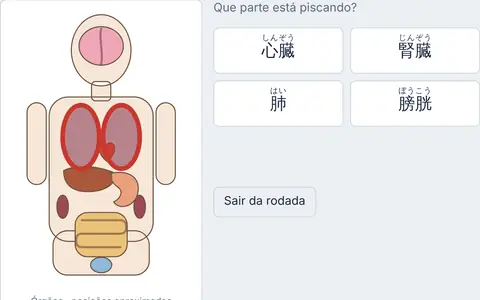 Que parte está piscando?
しんぞう
心臓
じんぞう
腎臓
はい
肺
ぼうこう
膀胱
Sair da rodada